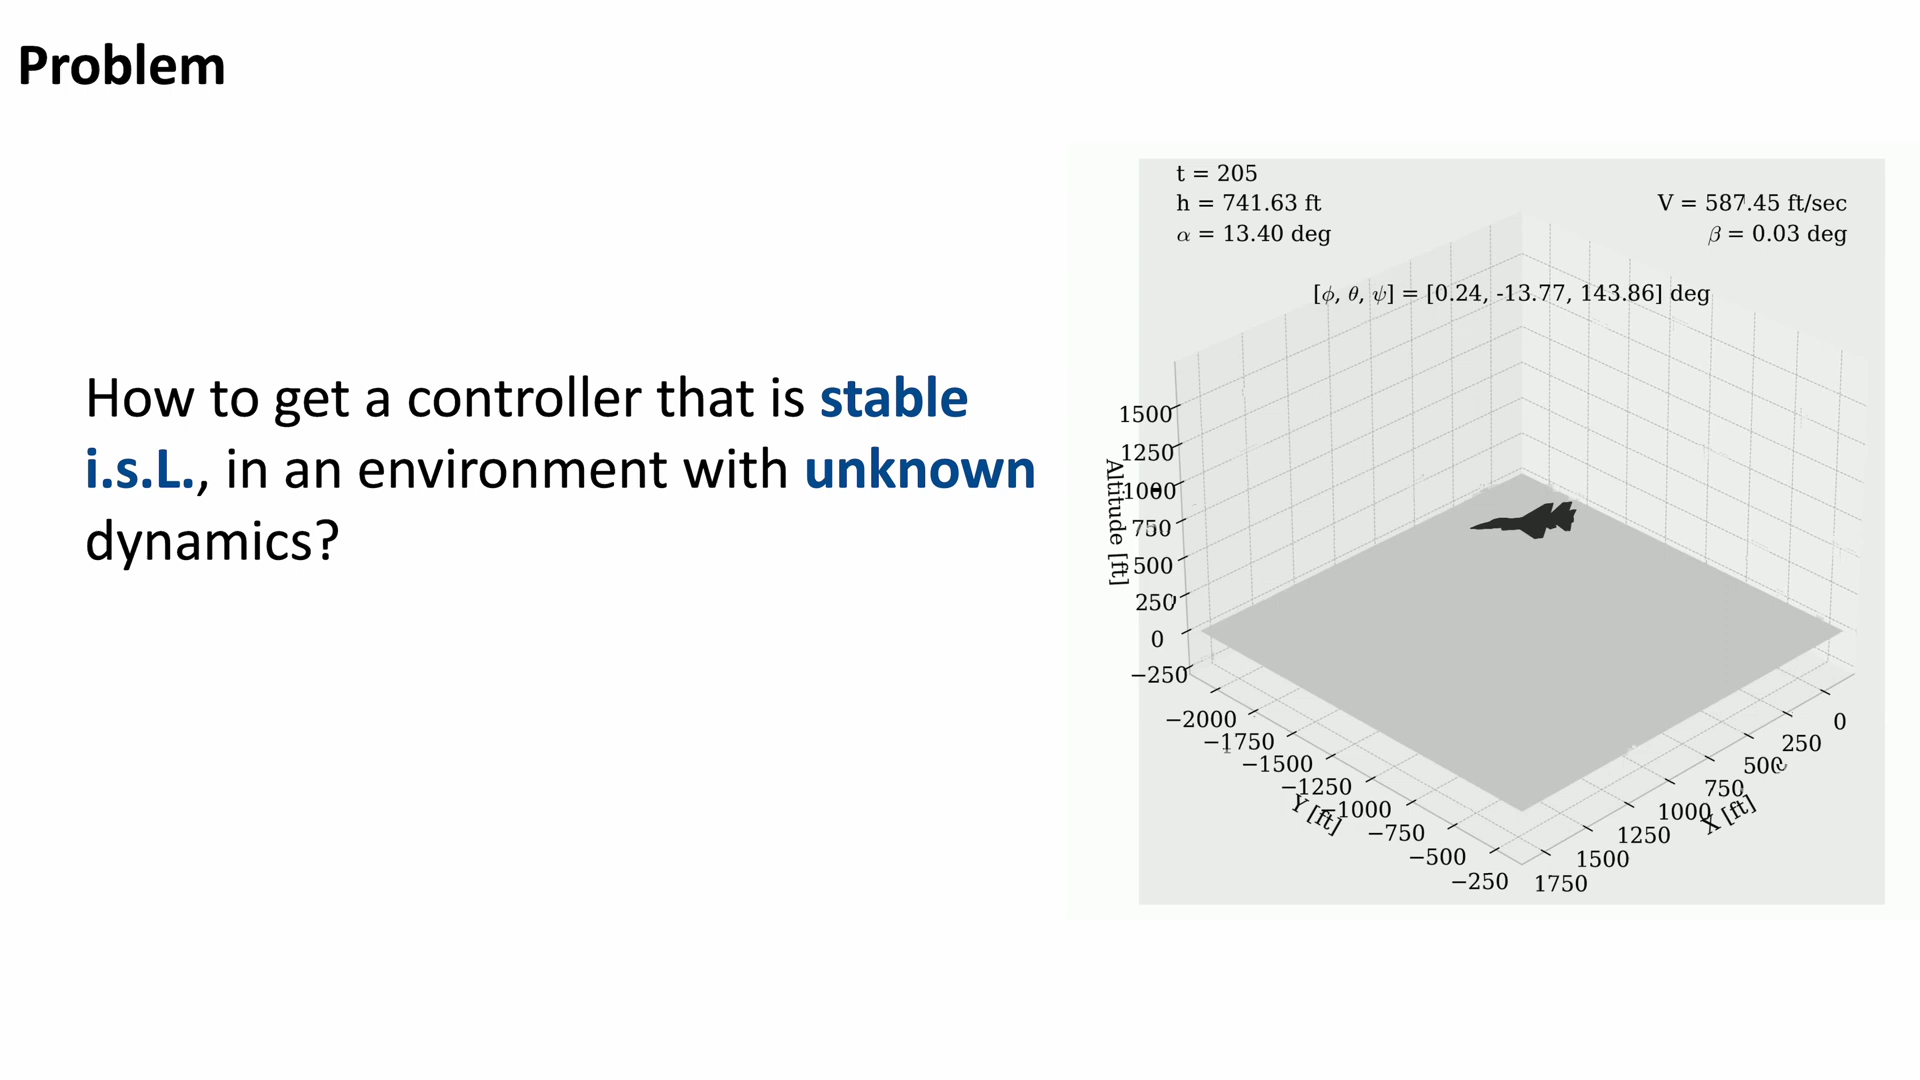 Problem
How to get a controller that is stable
i.s.L., in an environment with unknown
dynamics?
t = 205
h = 741.63 ft
V = 587.45 ft/sec
α = 13.40 deg
β = 0.03 deg
[ϕ, θ, ψ] = [0.24, -13.77, 143.86] deg
1500
1250
1000
750
500
250
0
−250
Altitude [ft]
−2000
−1750
−1500
−1250
−1000
−750
−500
−250
Y [ft]
0
250
500
750
1000
1250
1500
1750
X [ft]